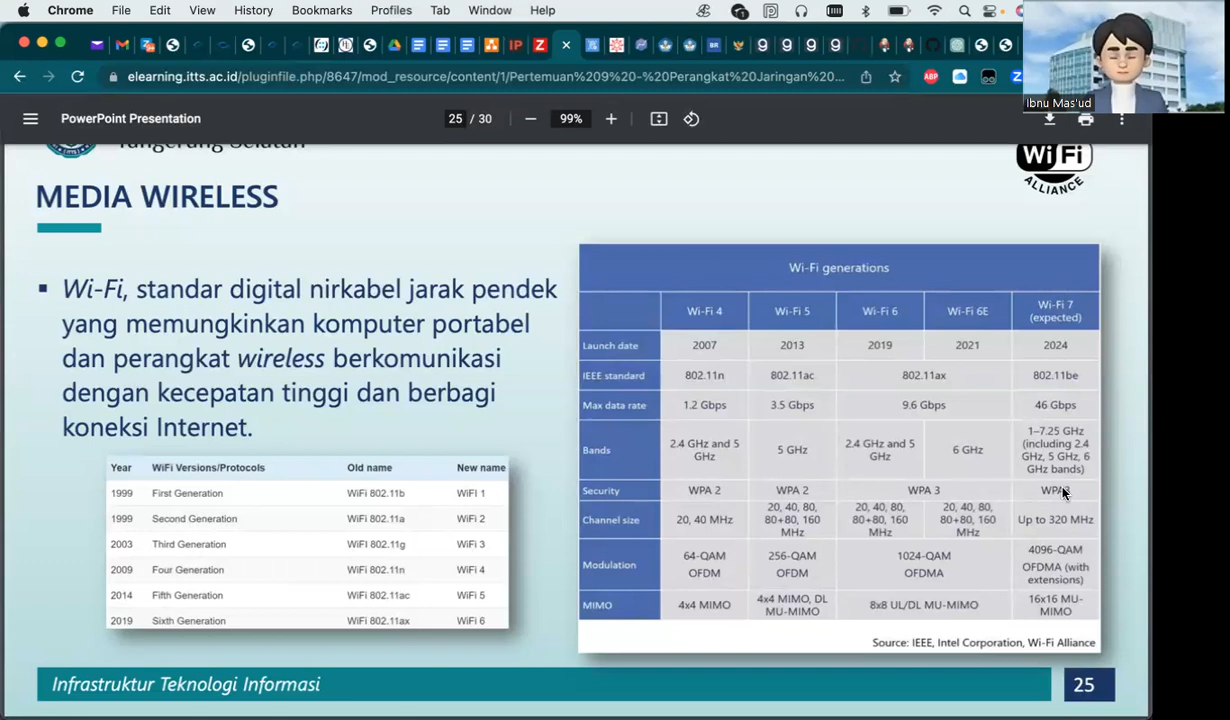 Chrome File Edit View History Bookmarks Profiles Tab Window Help
elearning.itts.ac.id/pluginfile.php/8647/mod_resource/content/1/Pertemuan%209%20-%20Perangkat%20Jaringan%20...
Ibnu Mas'ud
PowerPoint Presentation 25 / 30 99%
Tangerang Selatan
Wi Fi
ALLIANCE
MEDIA WIRELESS
Wi-Fi, standar digital nirkabel jarak pendek
yang memungkinkan komputer portabel
dan perangkat wireless berkomunikasi
dengan kecepatan tinggi dan berbagi
koneksi Internet.
Year WiFi Versions/Protocols Old name New name
1999 First Generation WiFi 802.11b WiFI 1
1999 Second Generation WiFi 802.11a WiFi 2
2003 Third Generation WiFI 802.11g WiFi 3
2009 Four Generation WiFi 802.11n WiFi 4
2014 Fifth Generation WiFi 802.11ac WiFi 5
2019 Sixth Generation WiFi 802.11ax WiFi 6
Wi-Fi generations
Wi-Fi 4 Wi-Fi 5 Wi-Fi 6 Wi-Fi 6E Wi-Fi 7
(expected)
Launch date 2007 2013 2019 2021 2024
IEEE standard 802.11n 802.11ac 802.11ax 802.11be
Max data rate 1.2 Gbps 3.5 Gbps 9.6 Gbps 46 Gbps
Bands 2.4 GHz and 5 GHz 5 GHz 2.4 GHz and 5 GHz 6 GHz 1–7.25 GHz (including 2.4 GHz, 5 GHz, 6 GHz bands)
Security WPA 2 WPA 2 WPA 3 WPA3
Channel size 20, 40 MHz 20, 40, 80, 80+80, 160 MHz 20, 40, 80, 80+80, 160 MHz 20, 40, 80, 80+80, 160 MHz Up to 320 MHz
Modulation 64-QAM OFDM 256-QAM OFDM 1024-QAM OFDMA 4096-QAM OFDMA (with extensions)
MIMO 4x4 MIMO 4x4 MIMO, DL MU-MIMO 8x8 UL/DL MU-MIMO 16x16 MU-MIMO
Source: IEEE, Intel Corporation, Wi-Fi Alliance
Infrastruktur Teknologi Informasi 25